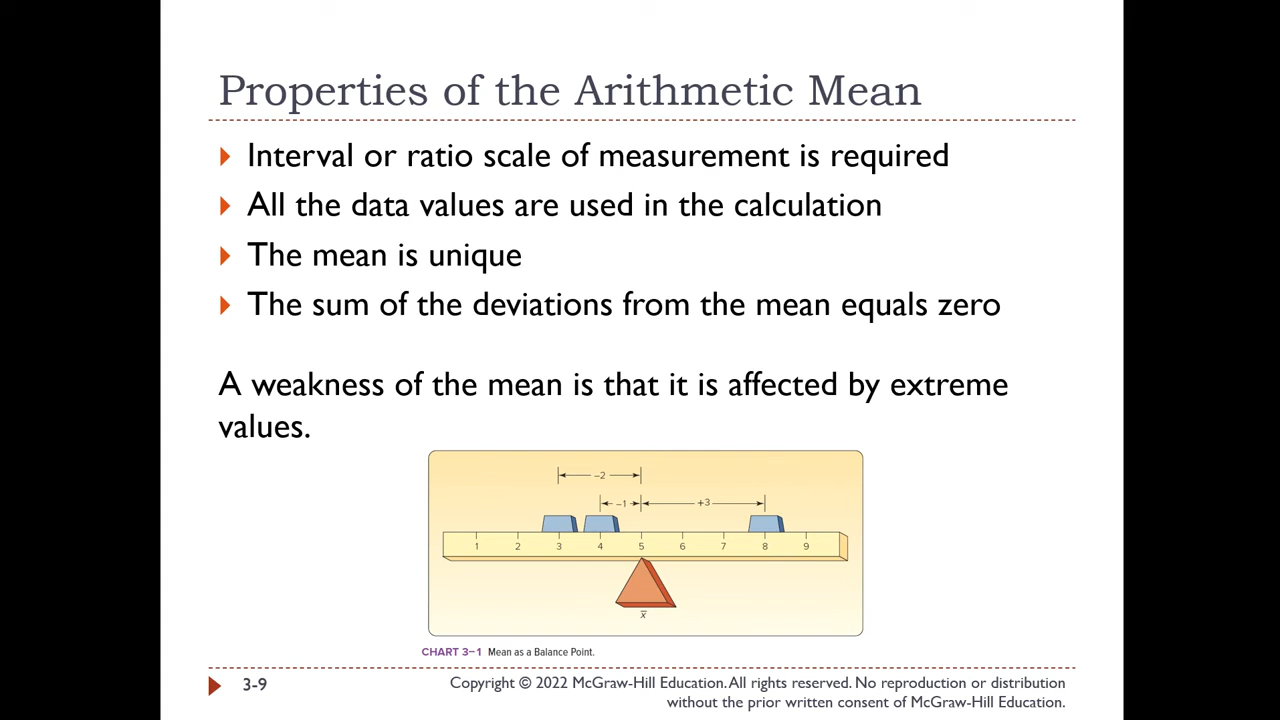 Properties of the Arithmetic Mean
Interval or ratio scale of measurement is required
All the data values are used in the calculation
The mean is unique
The sum of the deviations from the mean equals zero
A weakness of the mean is that it is affected by extreme
values.
–2
–1 +3
1 2 3 4 5 6 7 8 9
x̅
CHART 3–1 Mean as a Balance Point.
3-9
Copyright © 2022 McGraw-Hill Education. All rights reserved. No reproduction or distribution
without the prior written consent of McGraw-Hill Education.